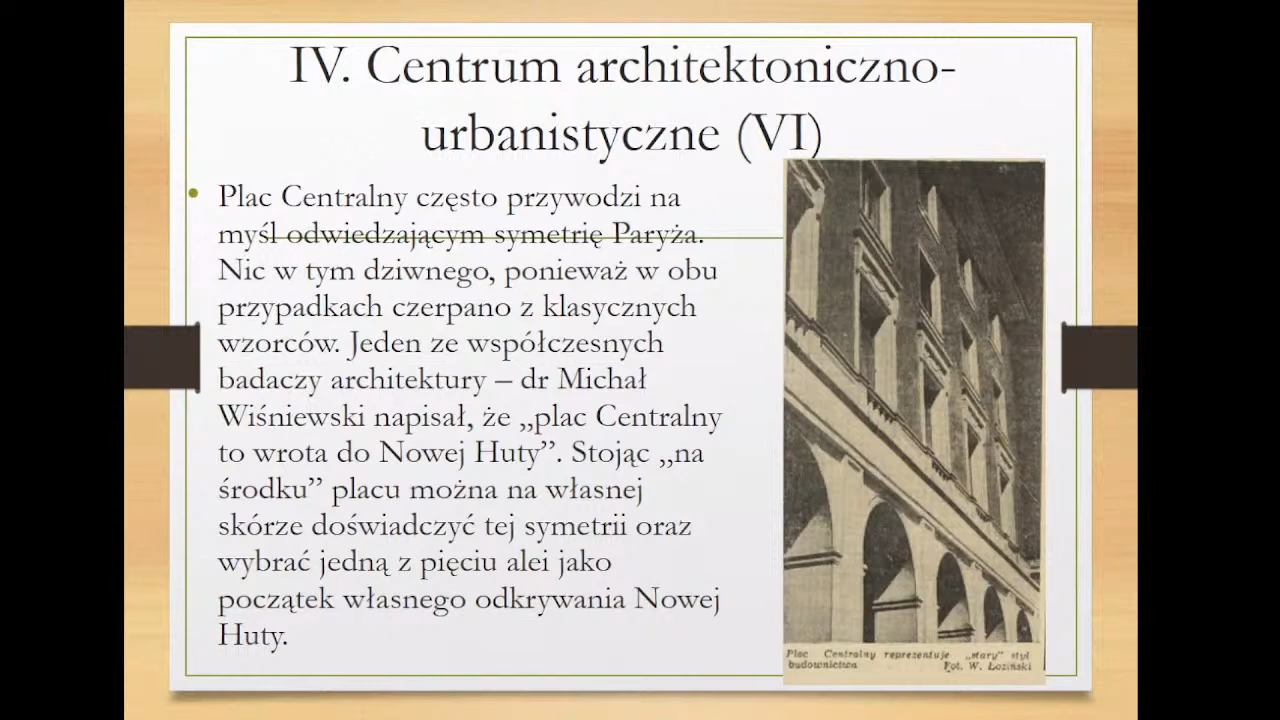 IV. Centrum architektoniczno-
urbanistyczne (VI)
• Plac Centralny często przywodzi na
myśl odwiedzającym symetrię Paryża.
Nic w tym dziwnego, ponieważ w obu
przypadkach czerpano z klasycznych
wzorców. Jeden ze współczesnych
badaczy architektury – dr Michał
Wiśniewski napisał, że „plac Centralny
to wrota do Nowej Huty”. Stojąc „na
środku” placu można na własnej
skórze doświadczyć tej symetrii oraz
wybrać jedną z pięciu alei jako
początek własnego odkrywania Nowej
Huty.
Plac Centralny reprezentuje „stary” styl
budownictwa Fot. W. Łoziński